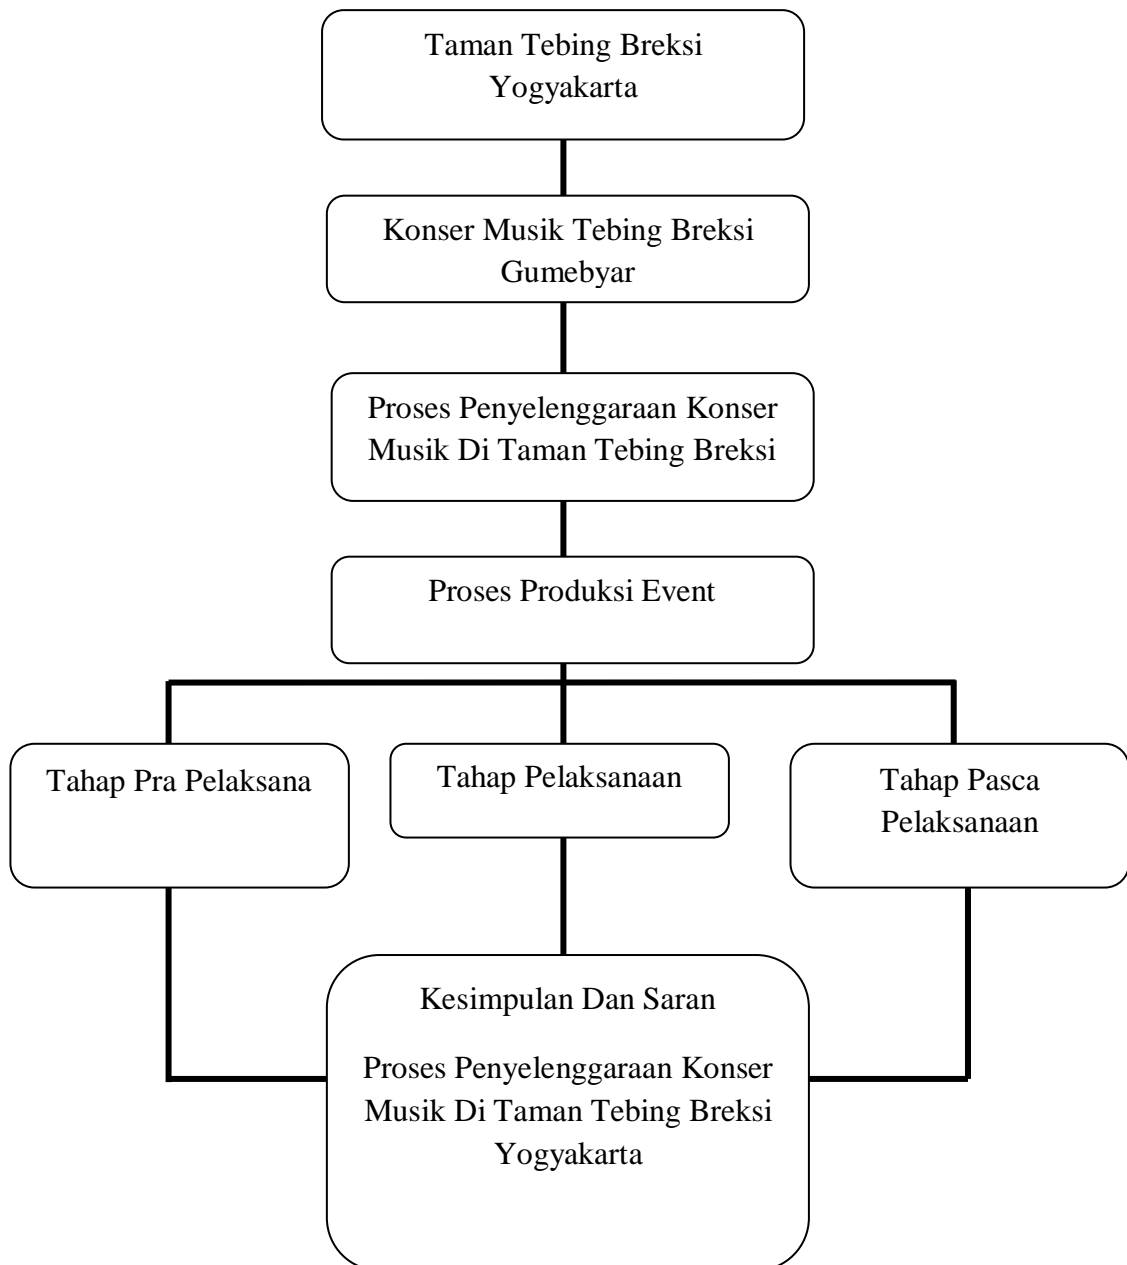 Taman Tebing Breksi
Yogyakarta
Konser Musik Tebing Breksi
Gumebyar
Proses Penyelenggaraan Konser
Musik Di Taman Tebing Breksi
Proses Produksi Event
Tahap Pra Pelaksana
Tahap Pelaksanaan
Tahap Pasca
Pelaksanaan
Kesimpulan Dan Saran
Proses Penyelenggaraan Konser
Musik Di Taman Tebing Breksi
Yogyakarta